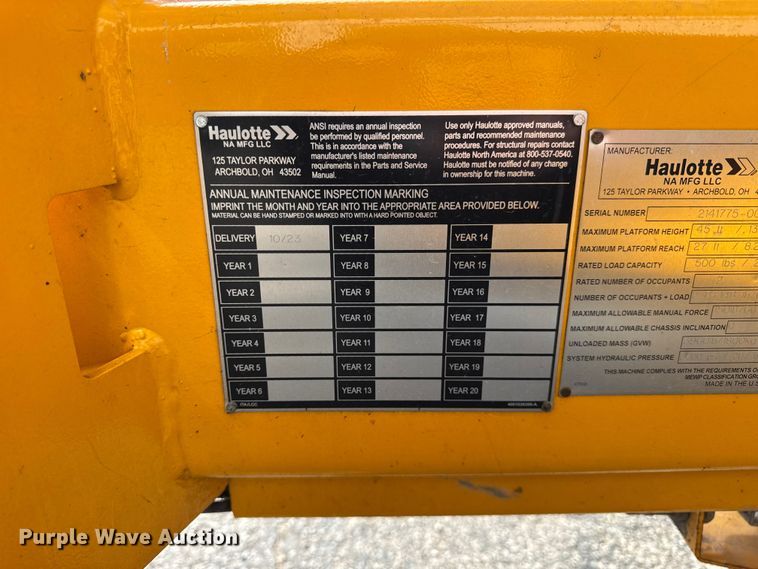 Haulotte
NA MFG LLC
125 TAYLOR PARKWAY
ARCHBOLD, OH 43502
ANSI requires an annual inspection
be performed by qualified personnel.
This is in accordance with the
manufacturer's listed maintenance
requirements in the Parts and Service
Manual.
Use only Haulotte approved manuals,
parts and recommended maintenance
procedures. For structural repairs contact
Haulotte North America at 800-537-0540.
Haulotte must be notified of any change
in ownership for this machine.
ANNUAL MAINTENANCE INSPECTION MARKING
IMPRINT THE MONTH AND YEAR INTO THE APPROPRIATE AREA PROVIDED BELOW.
MATERIAL CAN BE HAND STAMPED OR MARKED WITH A HARD POINTED OBJECT.
DELIVERY 10/23 YEAR 7 YEAR 14
YEAR 1 YEAR 8 YEAR 15
YEAR 2 YEAR 9 YEAR 16
YEAR 3 YEAR 10 YEAR 17
YEAR 4 YEAR 11 YEAR 18
YEAR 5 YEAR 12 YEAR 19
YEAR 6 YEAR 13 YEAR 20
MANUFACTURER:
Haulotte
NA MFG LLC
125 TAYLOR PARKWAY • ARCHBOLD, OH
SERIAL NUMBER 2141775-00
MAXIMUM PLATFORM HEIGHT 45
MAXIMUM PLATFORM REACH 27
RATED LOAD CAPACITY 500 lbs /
RATED NUMBER OF OCCUPANTS
NUMBER OF OCCUPANTS + LOAD
MAXIMUM ALLOWABLE MANUAL FORCE
MAXIMUM ALLOWABLE CHASSIS INCLINATION
UNLOADED MASS (GVW)
SYSTEM HYDRAULIC PRESSURE
THIS MACHINE COMPLIES WITH THE REQUIREMENTS O
MEWP CLASSIFICATION GR
MADE IN THE U.S
Purple Wave Auction